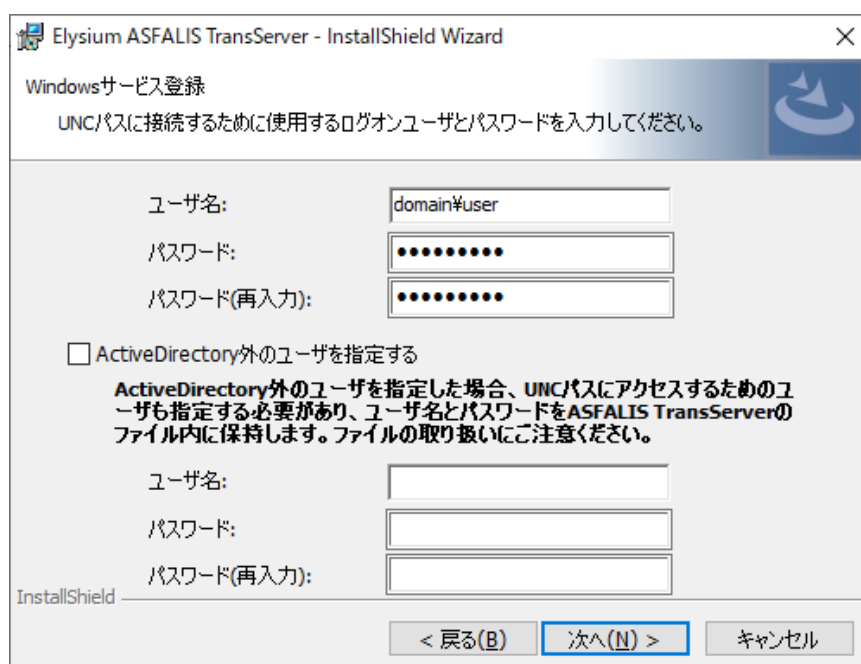 Elysium ASFALIS TransServer - InstallShield Wizard
Windowsサービス登録
UNCパスに接続するために使用するログオンユーザとパスワードを入力してください。
ユーザ名:
domain¥user
パスワード:
•••••••••
パスワード(再入力):
•••••••••
ActiveDirectory外のユーザを指定する
ActiveDirectory外のユーザを指定した場合、UNCパスにアクセスするためのユ
ーザも指定する必要があり、ユーザ名とパスワードをASFALIS TransServerの
ファイル内に保持します。ファイルの取り扱いにご注意ください。
ユーザ名:
パスワード:
パスワード(再入力):
InstallShield
< 戻る(B)
次へ(N) >
キャンセル